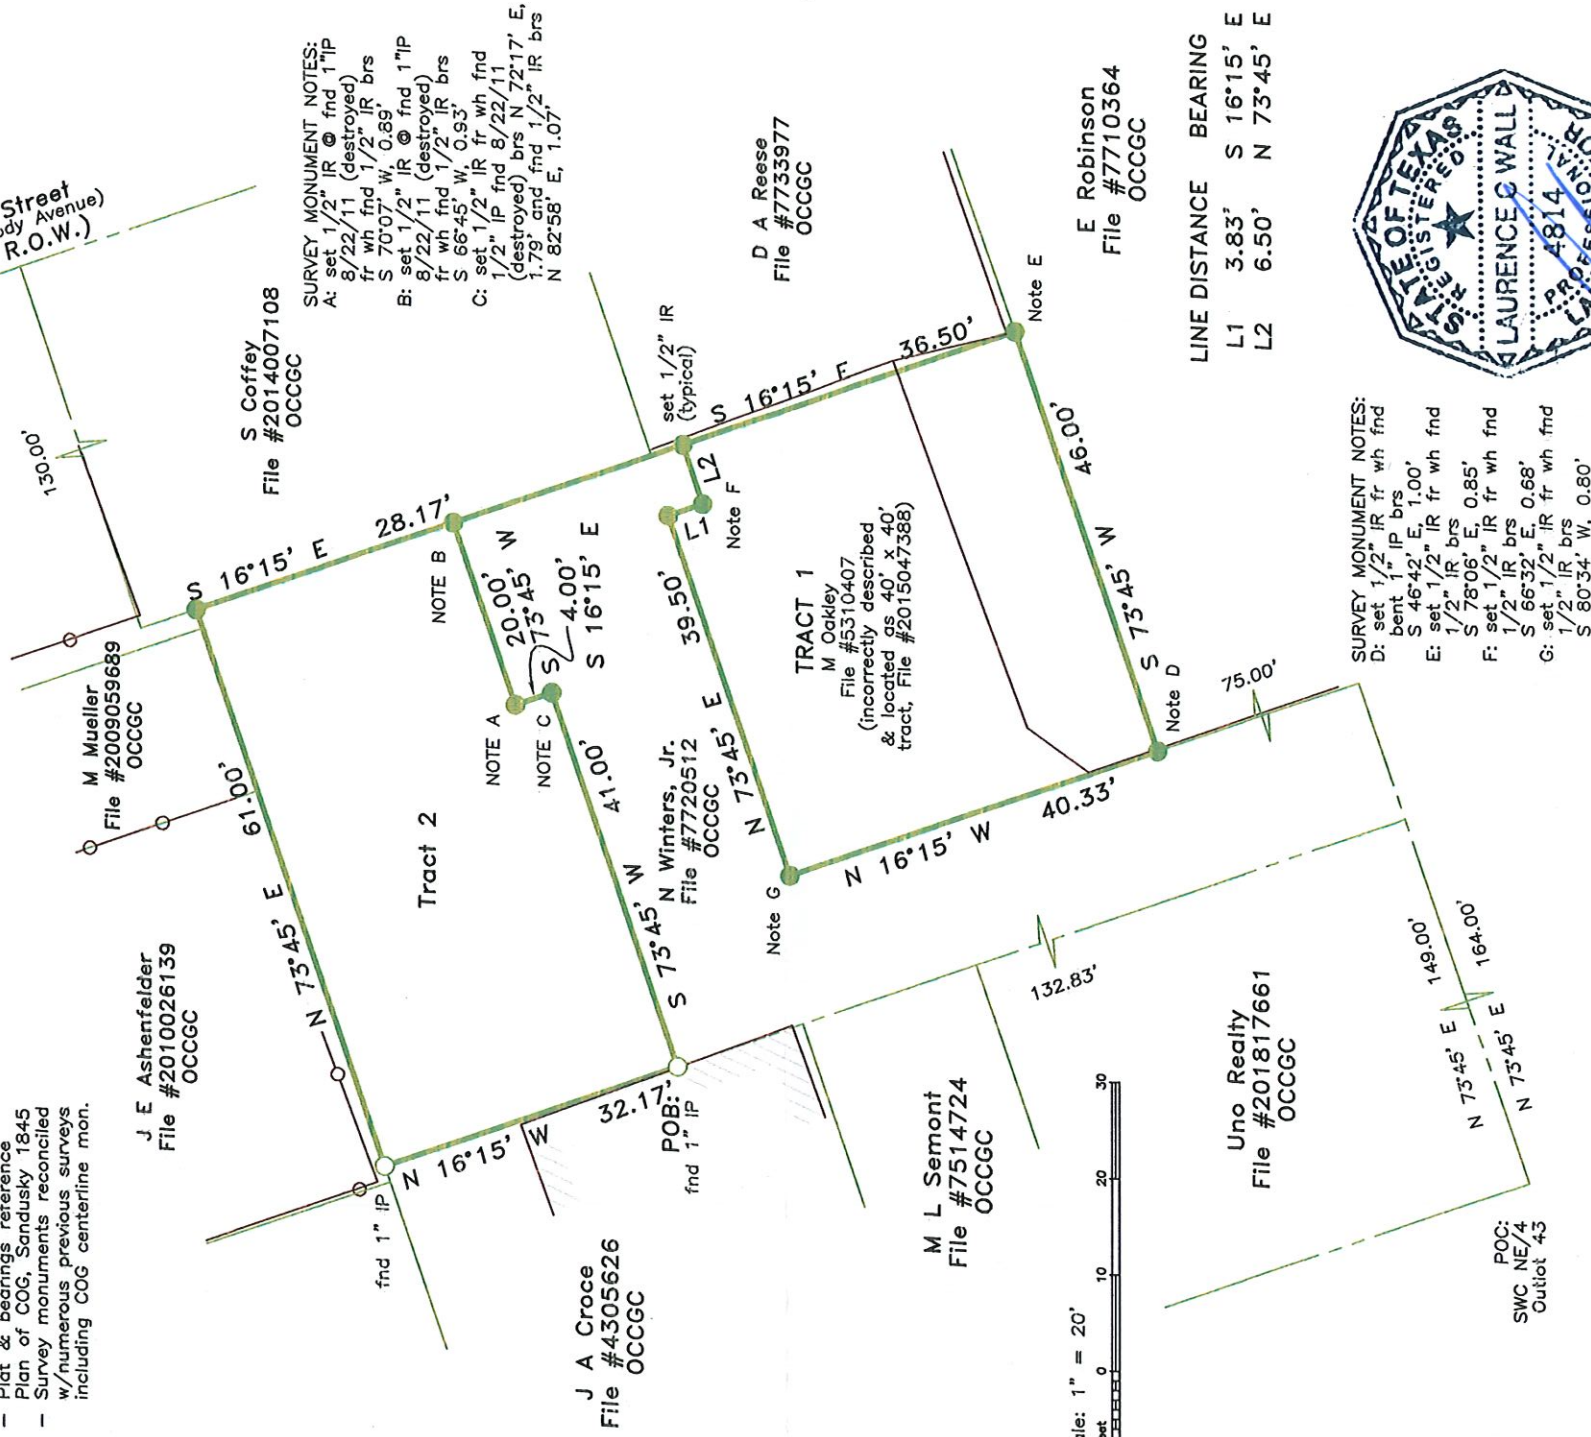 – Plat & bearings reference
Plan of COG, Sandusky 1845
– Survey monuments reconciled
w/numerous previous surveys
including COG centerline mon.
J E Ashenfelder
File #2010026139
OCCGC
M Mueller
File #2009059689
OCCGC
130.00'
Street
ody Avenue)
R.O.W.)
S Coffey
File #2014007108
OCCGC
SURVEY MONUMENT NOTES:
A: set 1/2" IR @ fnd 1"IP
8/22/11 (destroyed)
fr wh fnd 1/2" IR brs
S 70°07' W, 0.89'
B: set 1/2" IR @ fnd 1"IP
8/22/11 (destroyed)
fr wh fnd 1/2" IR brs
S 66°45' W, 0.93'
C: set 1/2" IR fr wh fnd
1/2" IP fnd 8/22/11
(destroyed) brs N 72°17' E,
1.79' and fnd 1/2" IR brs
N 82°58' E, 1.07'
fnd 1" IP
N 73°45' E
61.00'
S 16°15' E
28.17'
Tract 2
NOTE B
20.00'
S 73°45' W
NOTE A
NOTE C
4.00'
S 16°15' E
S 73°45' W
41.00'
N 16°15' W
32.17'
POB:
fnd 1" IP
J A Croce
File #4305626
OCCGC
N Winters, Jr.
File #7720512
OCCGC
set 1/2" IR
(typical)
D A Reese
File #7733977
OCCGC
N 73°45' E
39.50'
L1
L2
Note F
S 16°15' E
36.50'
Note G
TRACT 1
M Oakley
File #5310407
(incorrectly described
& located as 40' x 40'
tract, File #2015047388)
N 16°15' W
40.33'
S 73°45' W
46.00'
Note E
Note D
E Robinson
File #7710364
OCCGC
M L Semont
File #7514724
OCCGC
132.83'
75.00'
LINE DISTANCE BEARING
L1 3.83' S 16°15' E
L2 6.50' N 73°45' E
ale: 1" = 20'
0 10 20 30
Uno Realty
File #201817661
OCCGC
N 73°45' E 149.00'
N 73°45' E 164.00'
POC:
SWC NE/4
Outlot 43
SURVEY MONUMENT NOTES:
D: set 1/2" IR fr wh fnd
bent 1" IP brs
S 46°42' E, 1.00'
E: set 1/2" IR fr wh fnd
1/2" IR brs
S 78°06' E, 0.85'
F: set 1/2" IR fr wh fnd
1/2" IR brs
S 66°32' E, 0.68'
G: set 1/2" IR fr wh fnd
1/2" IR brs
S 80°34' W, 0.80'
STATE OF TEXAS
REGISTERED
LAURENCE C WALL
4814
PROFESSIONAL